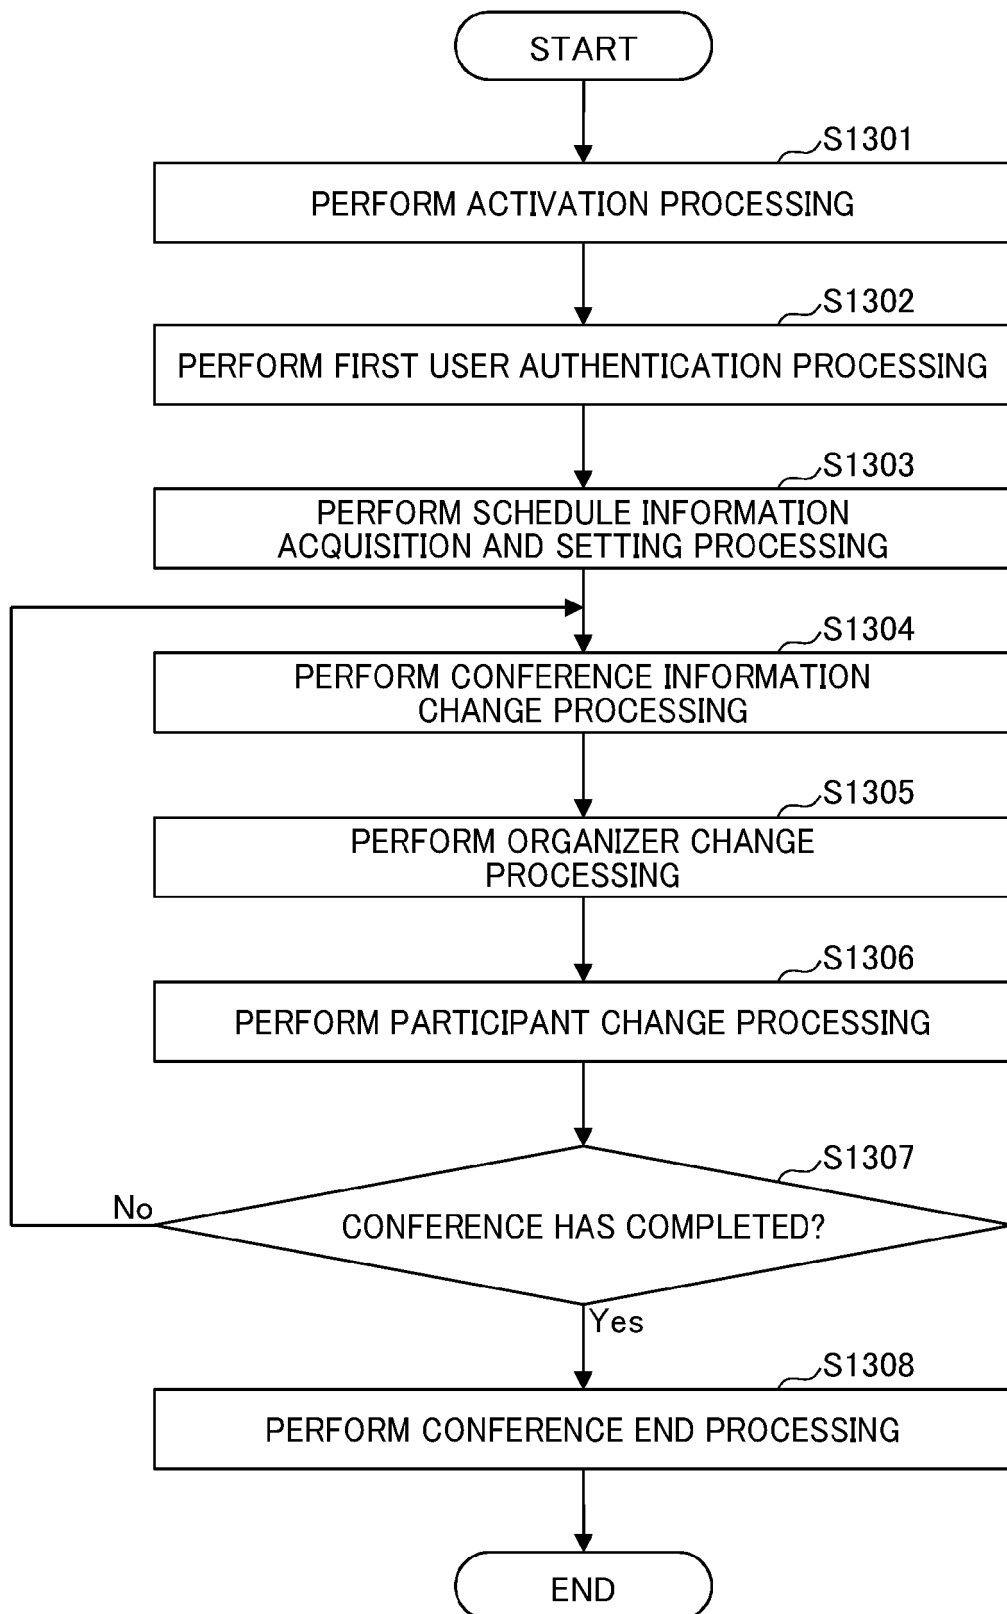 START
S1301
PERFORM ACTIVATION PROCESSING
S1302
PERFORM FIRST USER AUTHENTICATION PROCESSING
S1303
PERFORM SCHEDULE INFORMATION
ACQUISITION AND SETTING PROCESSING
S1304
PERFORM CONFERENCE INFORMATION
CHANGE PROCESSING
S1305
PERFORM ORGANIZER CHANGE
PROCESSING
S1306
PERFORM PARTICIPANT CHANGE PROCESSING
S1307
No
CONFERENCE HAS COMPLETED?
Yes
S1308
PERFORM CONFERENCE END PROCESSING
END